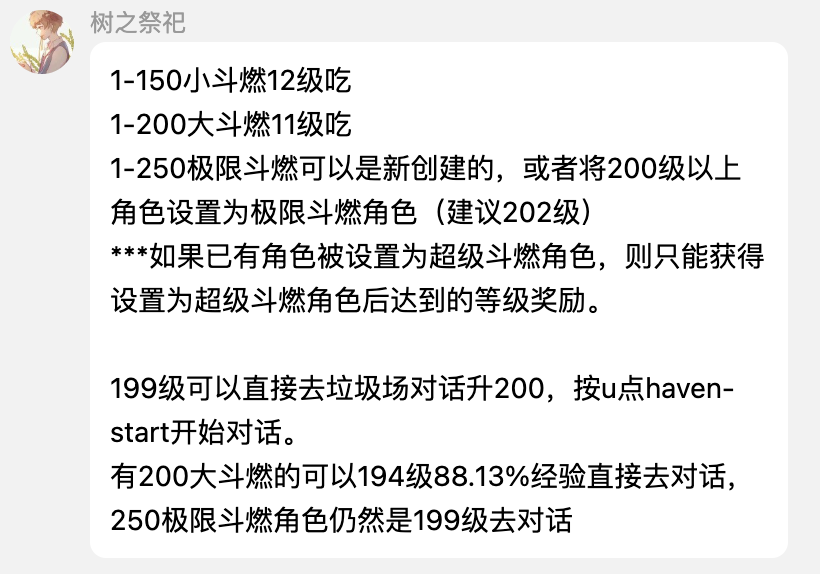 树之祭祀
1-150小斗燃12级吃
1-200大斗燃11级吃
1-250极限斗燃可以是新创建的，或者将200级以上
角色设置为极限斗燃角色（建议202级）
***如果已有角色被设置为超级斗燃角色，则只能获得
设置为超级斗燃角色后达到的等级奖励。
199级可以直接去垃圾场对话升200，按u点haven-
start开始对话。
有200大斗燃的可以194级88.13%经验直接去对话，
250极限斗燃角色仍然是199级去对话